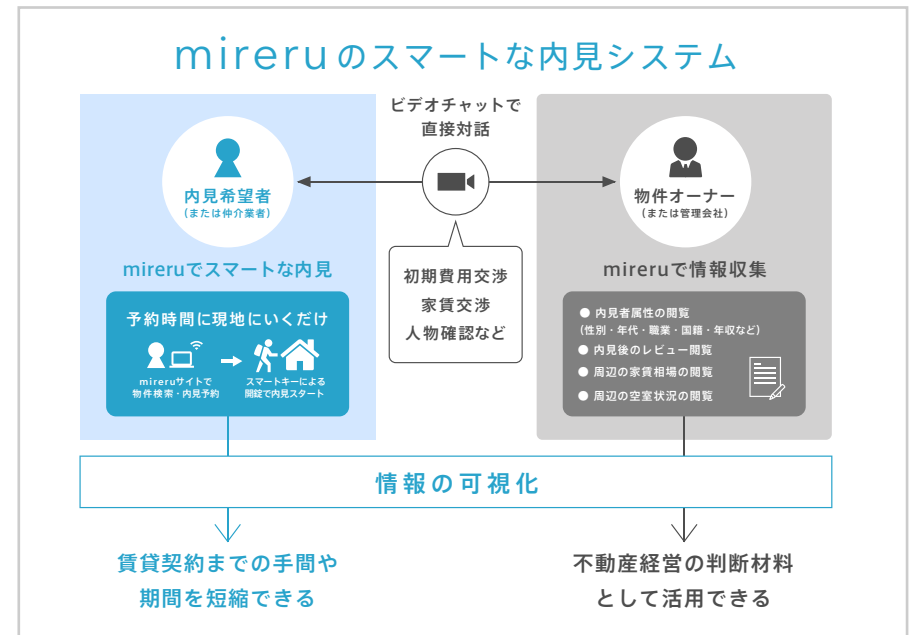 mireruのスマートな内見システム
ビデオチャットで
直接対話
内見希望者
(または仲介業者)
物件オーナー
(または管理会社)
mireruでスマートな内見
初期費用交渉
家賃交渉
人物確認など
mireruで情報収集
予約時間に現地にいくだけ
mireruサイトで
物件検索・内見予約
スマートキーによる
開錠で内見スタート
● 内見者属性の閲覧
(性別・年代・職業・国籍・年収など)
● 内見後のレビュー閲覧
● 周辺の家賃相場の閲覧
● 周辺の空室状況の閲覧
情報の可視化
賃貸契約までの手間や
期間を短縮できる
不動産経営の判断材料
として活用できる